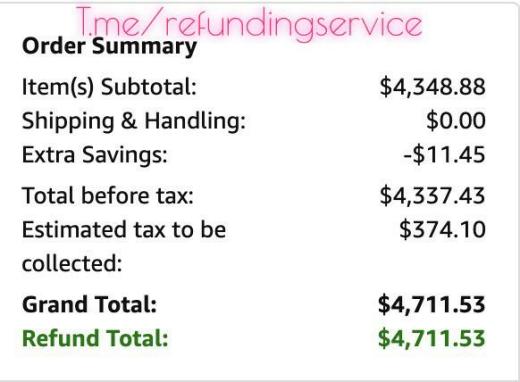 T.me/refundingservice
Order Summary
Item(s) Subtotal: $4,348.88
Shipping & Handling: $0.00
Extra Savings: -$11.45
Total before tax: $4,337.43
Estimated tax to be $374.10
collected:
Grand Total: $4,711.53
Refund Total: $4,711.53